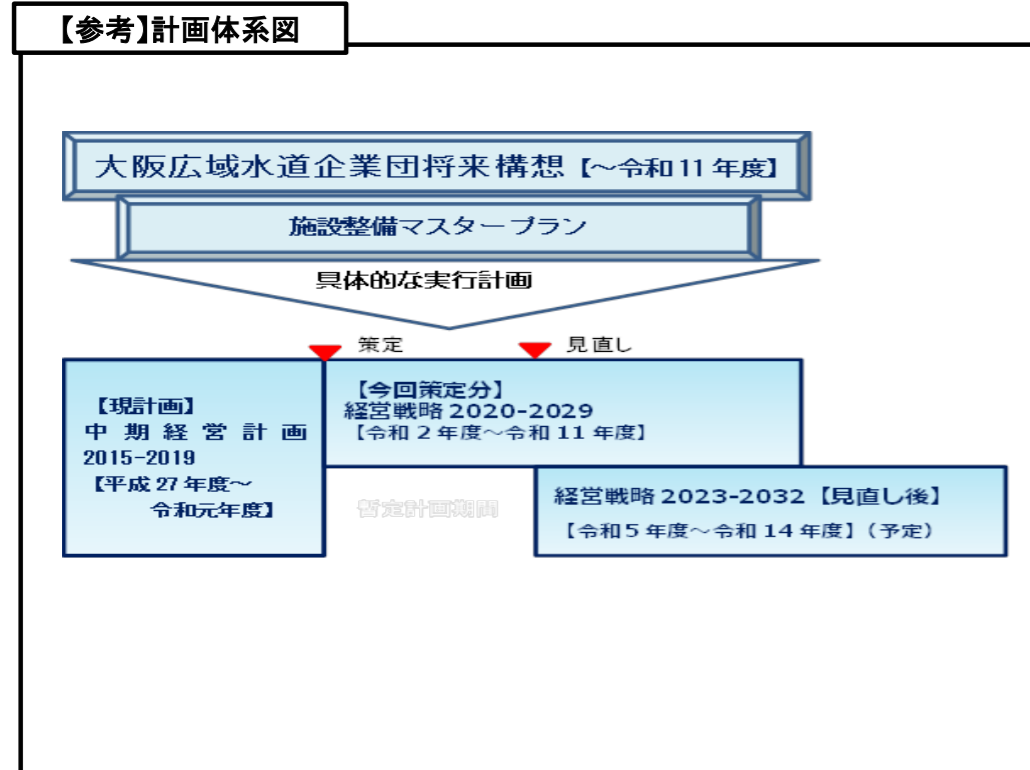 【参考】計画体系図
大阪広域水道企業団将来構想【～令和11年度】
施設整備マスタープラン
具体的な実行計画
策定
見直し
【現計画】
中期経営計画
2015-2019
【平成27年度～
令和元年度】
【今回策定分】
経営戦略2020-2029
【令和2年度～令和11年度】
暫定計画期間
経営戦略2023-2032【見直し後】
【令和5年度～令和14年度】（予定）